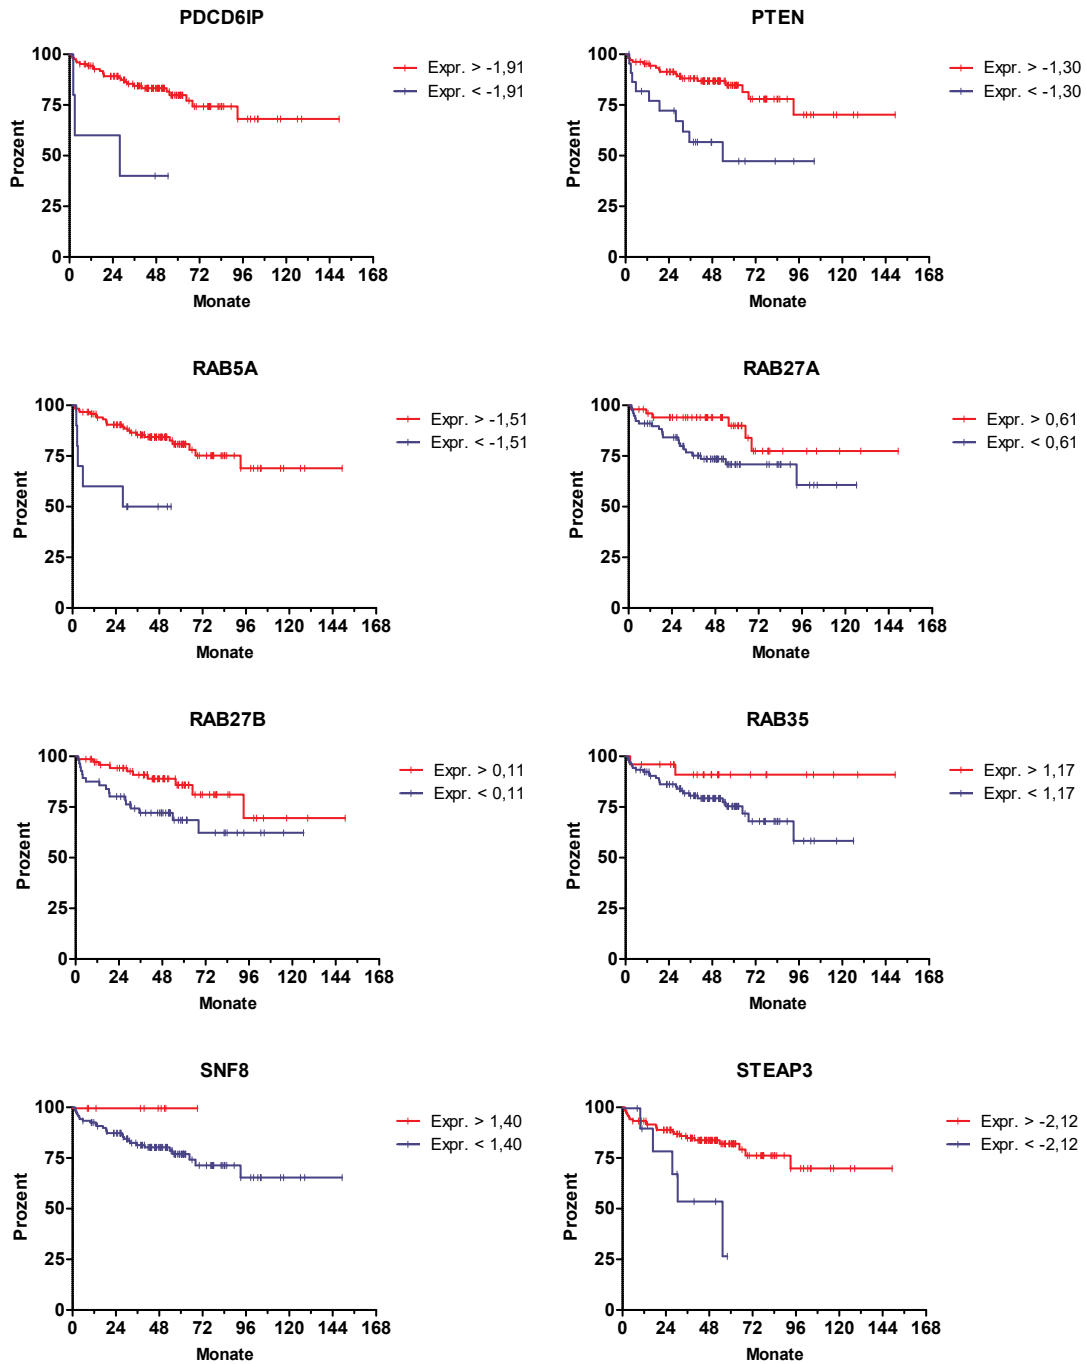 PDCD6IP
100
75
50
25
0
Prozent
0 24 48 72 96 120 144 168
Monate
Expr. > -1,91
Expr. < -1,91
PTEN
100
75
50
25
0
Prozent
0 24 48 72 96 120 144 168
Monate
Expr. > -1,30
Expr. < -1,30
RAB5A
100
75
50
25
0
Prozent
0 24 48 72 96 120 144 168
Monate
Expr. > -1,51
Expr. < -1,51
RAB27A
100
75
50
25
0
Prozent
0 24 48 72 96 120 144 168
Monate
Expr. > 0,61
Expr. < 0,61
RAB27B
100
75
50
25
0
Prozent
0 24 48 72 96 120 144 168
Monate
Expr. > 0,11
Expr. < 0,11
RAB35
100
75
50
25
0
Prozent
0 24 48 72 96 120 144 168
Monate
Expr. > 1,17
Expr. < 1,17
SNF8
100
75
50
25
0
Prozent
0 24 48 72 96 120 144 168
Monate
Expr. > 1,40
Expr. < 1,40
STEAP3
100
75
50
25
0
Prozent
0 24 48 72 96 120 144 168
Monate
Expr. > -2,12
Expr. < -2,12